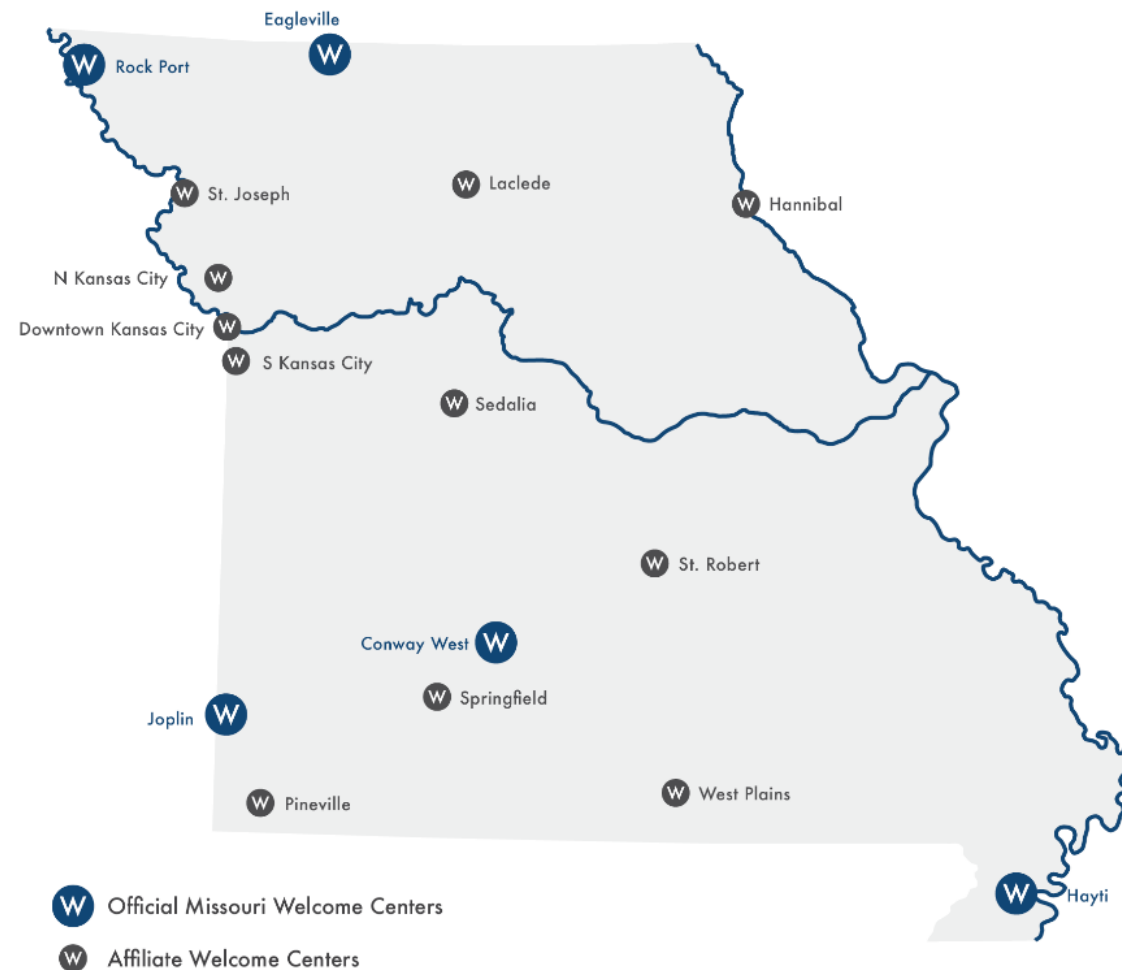 Eagleville
W
W Rock Port
W Laclede
W St. Joseph
W Hannibal
N Kansas City W
Downtown Kansas City W
W S Kansas City
W Sedalia
W St. Robert
Conway West W
W Springfield
Joplin W
W West Plains
W Pineville
W Hayti
W Official Missouri Welcome Centers
W Affiliate Welcome Centers